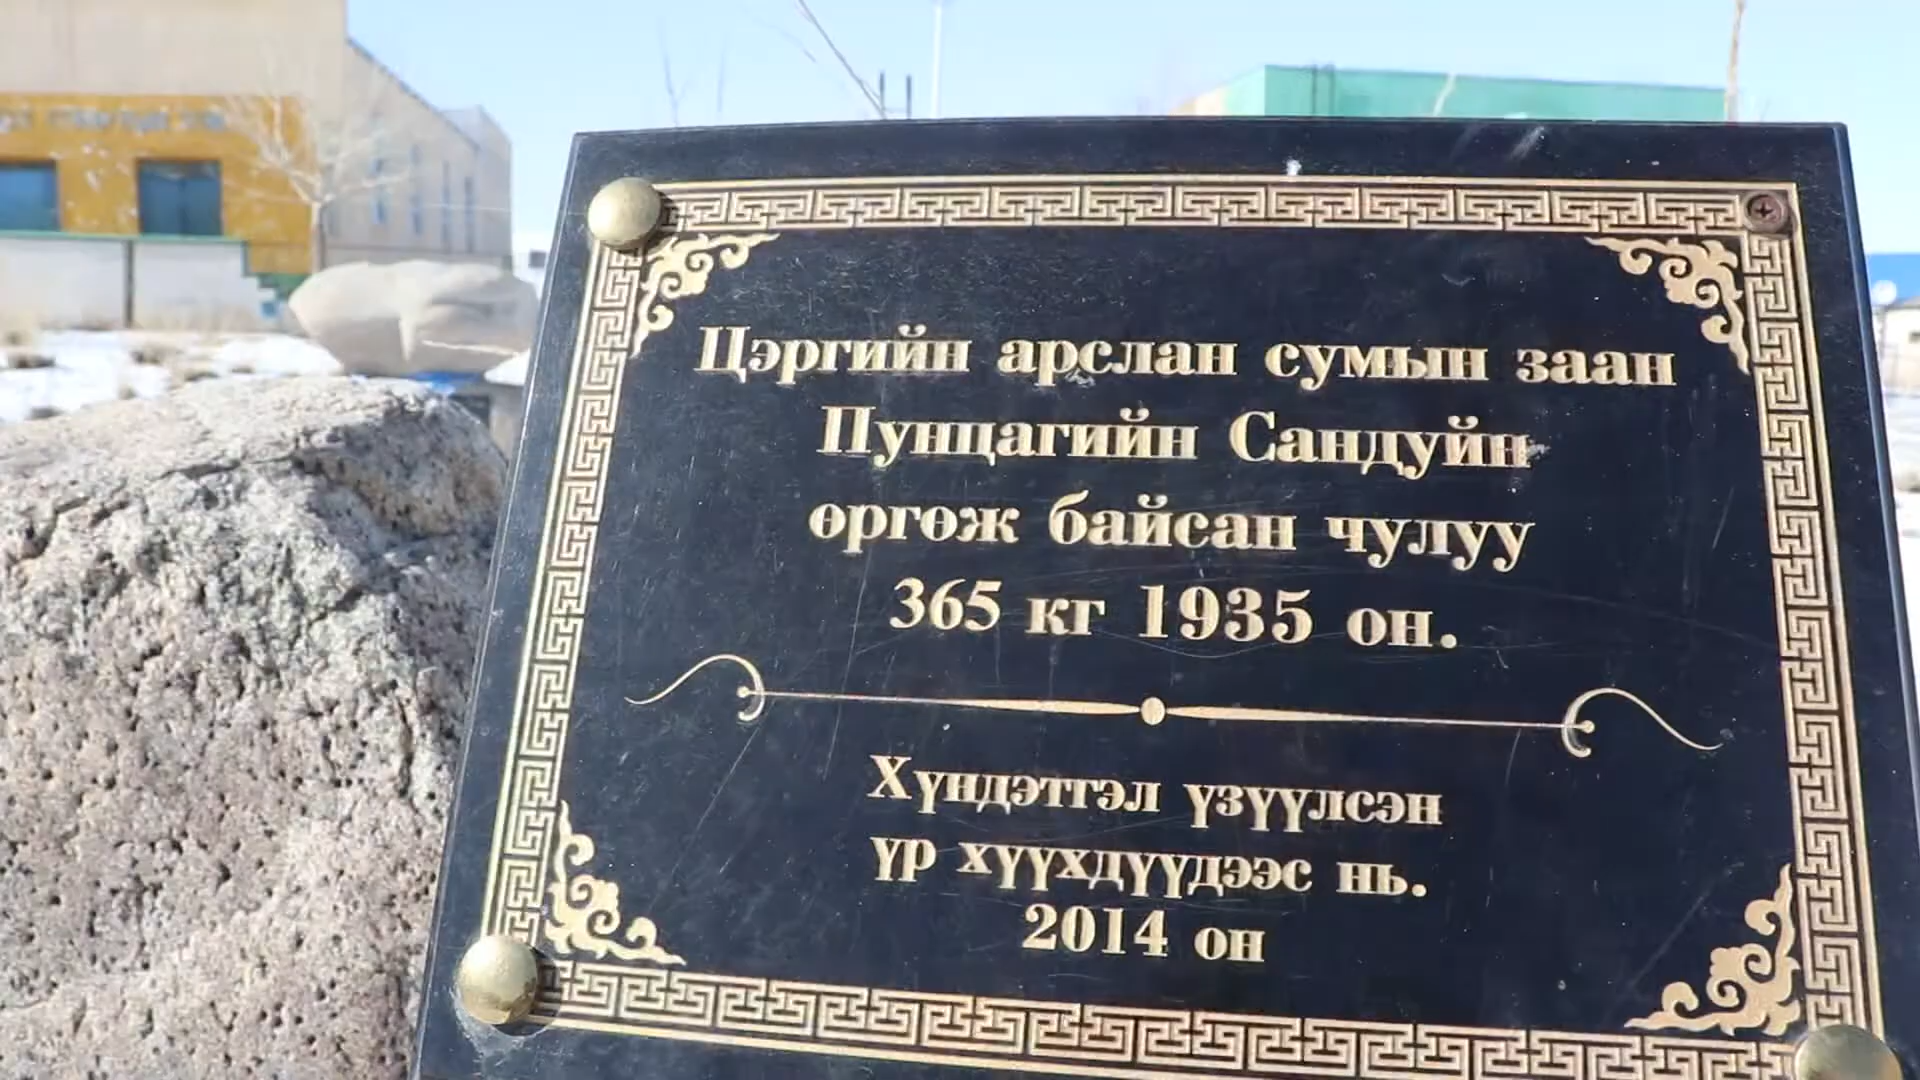 Цэргийн арслан сумын заан
Пунцагийн Сандуйн
өргөж байсан чулуу
365 кг 1935 он.
Хүндэтгэл үзүүлсэн
үр хүүхдүүдээс нь.
2014 он